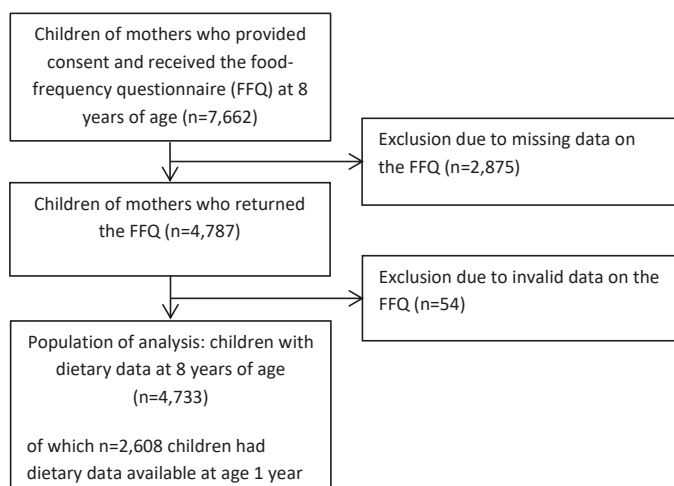 Children of mothers who provided
consent and received the food-
frequency questionnaire (FFQ) at 8
years of age (n=7,662)
Exclusion due to missing data on
the FFQ (n=2,875)
Children of mothers who returned
the FFQ (n=4,787)
Exclusion due to invalid data on the
FFQ (n=54)
Population of analysis: children with
dietary data at 8 years of age
(n=4,733)
of which n=2,608 children had
dietary data available at age 1 year